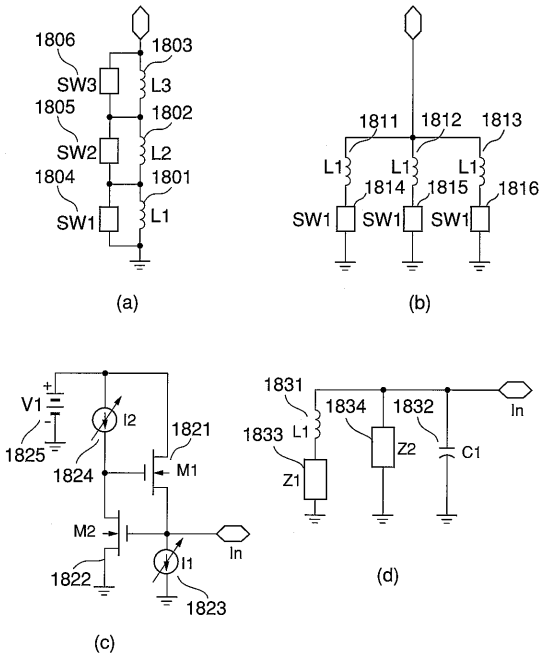 1806
1803
SW3
L3
1805
1802
SW2
L2
1804
1801
SW1
L1
(a)
1811
1812
1813
L1
L1
L1
1814
1815
1816
SW1
SW1
SW1
(b)
+
V1
-
1825
I2
1824
1821
M1
M2
1822
In
I1
1823
(c)
1831
L1
1833
Z1
1834
Z2
1832
C1
In
(d)